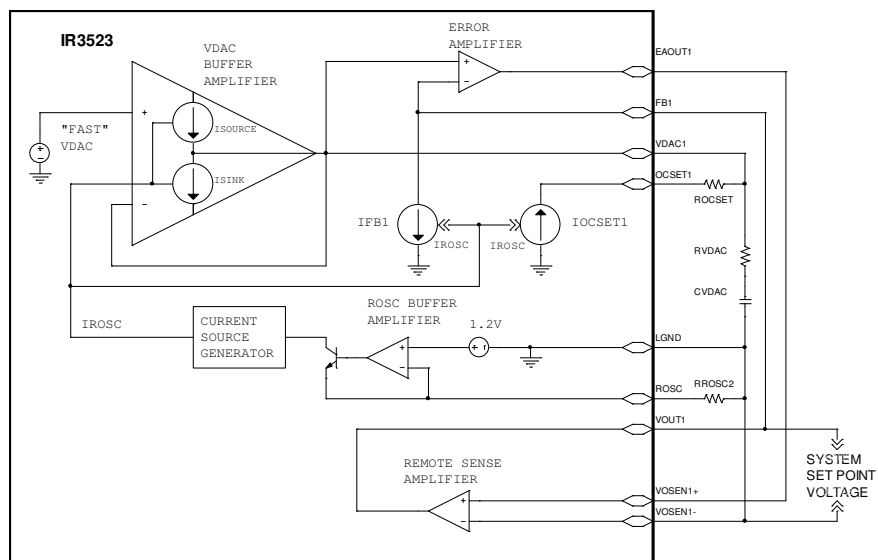 IR3523
VDAC
BUFFER
AMPLIFIER
ERROR
AMPLIFIER
EAOUT1
"FAST"
VDAC
+
-
ISOURCE
ISINK
+
-
FB1
VDAC1
OCSET1
ROCSET
IFB1
IROSC
IROSC
IOCSET1
RVDAC
CVDAC
IROSC
CURRENT
SOURCE
GENERATOR
ROSC BUFFER
AMPLIFIER
+
-
1.2V
LGND
ROSC
RROSC2
VOUT1
REMOTE SENSE
AMPLIFIER
+
-
VOSEN1+
VOSEN1-
SYSTEM
SET POINT
VOLTAGE